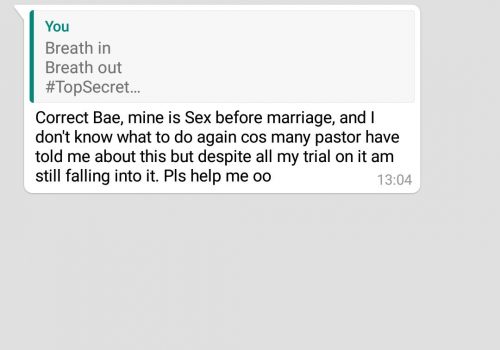 You
Breath in
Breath out
#TopSecret...
Correct Bae, mine is Sex before marriage, and I
don't know what to do again cos many pastor have
told me about this but despite all my trial on it am
still falling into it. Pls help me oo
13:04